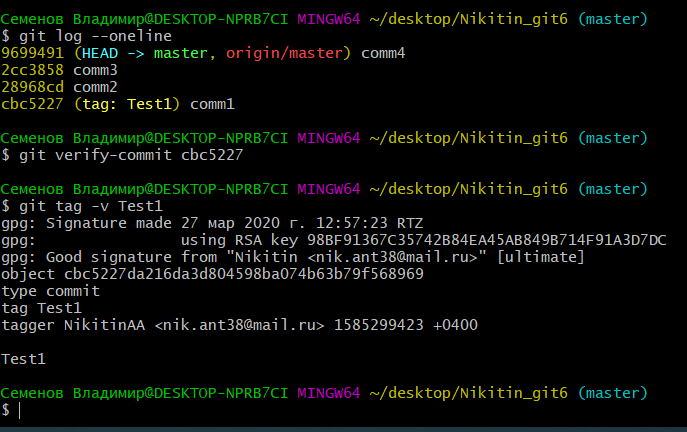 Семенов Владимир@DESKTOP-NPRB7CI MINGW64 ~/desktop/Nikitin_git6 (master)
$ git log --oneline
9699491 (HEAD -> master, origin/master) comm4
2cc3858 comm3
28968cd comm2
cbc5227 (tag: Test1) comm1
Семенов Владимир@DESKTOP-NPRB7CI MINGW64 ~/desktop/Nikitin_git6 (master)
$ git verify-commit cbc5227
Семенов Владимир@DESKTOP-NPRB7CI MINGW64 ~/desktop/Nikitin_git6 (master)
$ git tag -v Test1
gpg: Signature made 27 мар 2020 г. 12:57:23 RTZ
gpg:                using RSA key 98BF91367C35742B84EA45AB849B714F91A3D7DC
gpg: Good signature from "Nikitin <nik.ant38@mail.ru>" [ultimate]
object cbc5227da216da3d804598ba074b63b79f568969
type commit
tag Test1
tagger NikitinAA <nik.ant38@mail.ru> 1585299423 +0400
Test1
Семенов Владимир@DESKTOP-NPRB7CI MINGW64 ~/desktop/Nikitin_git6 (master)
$